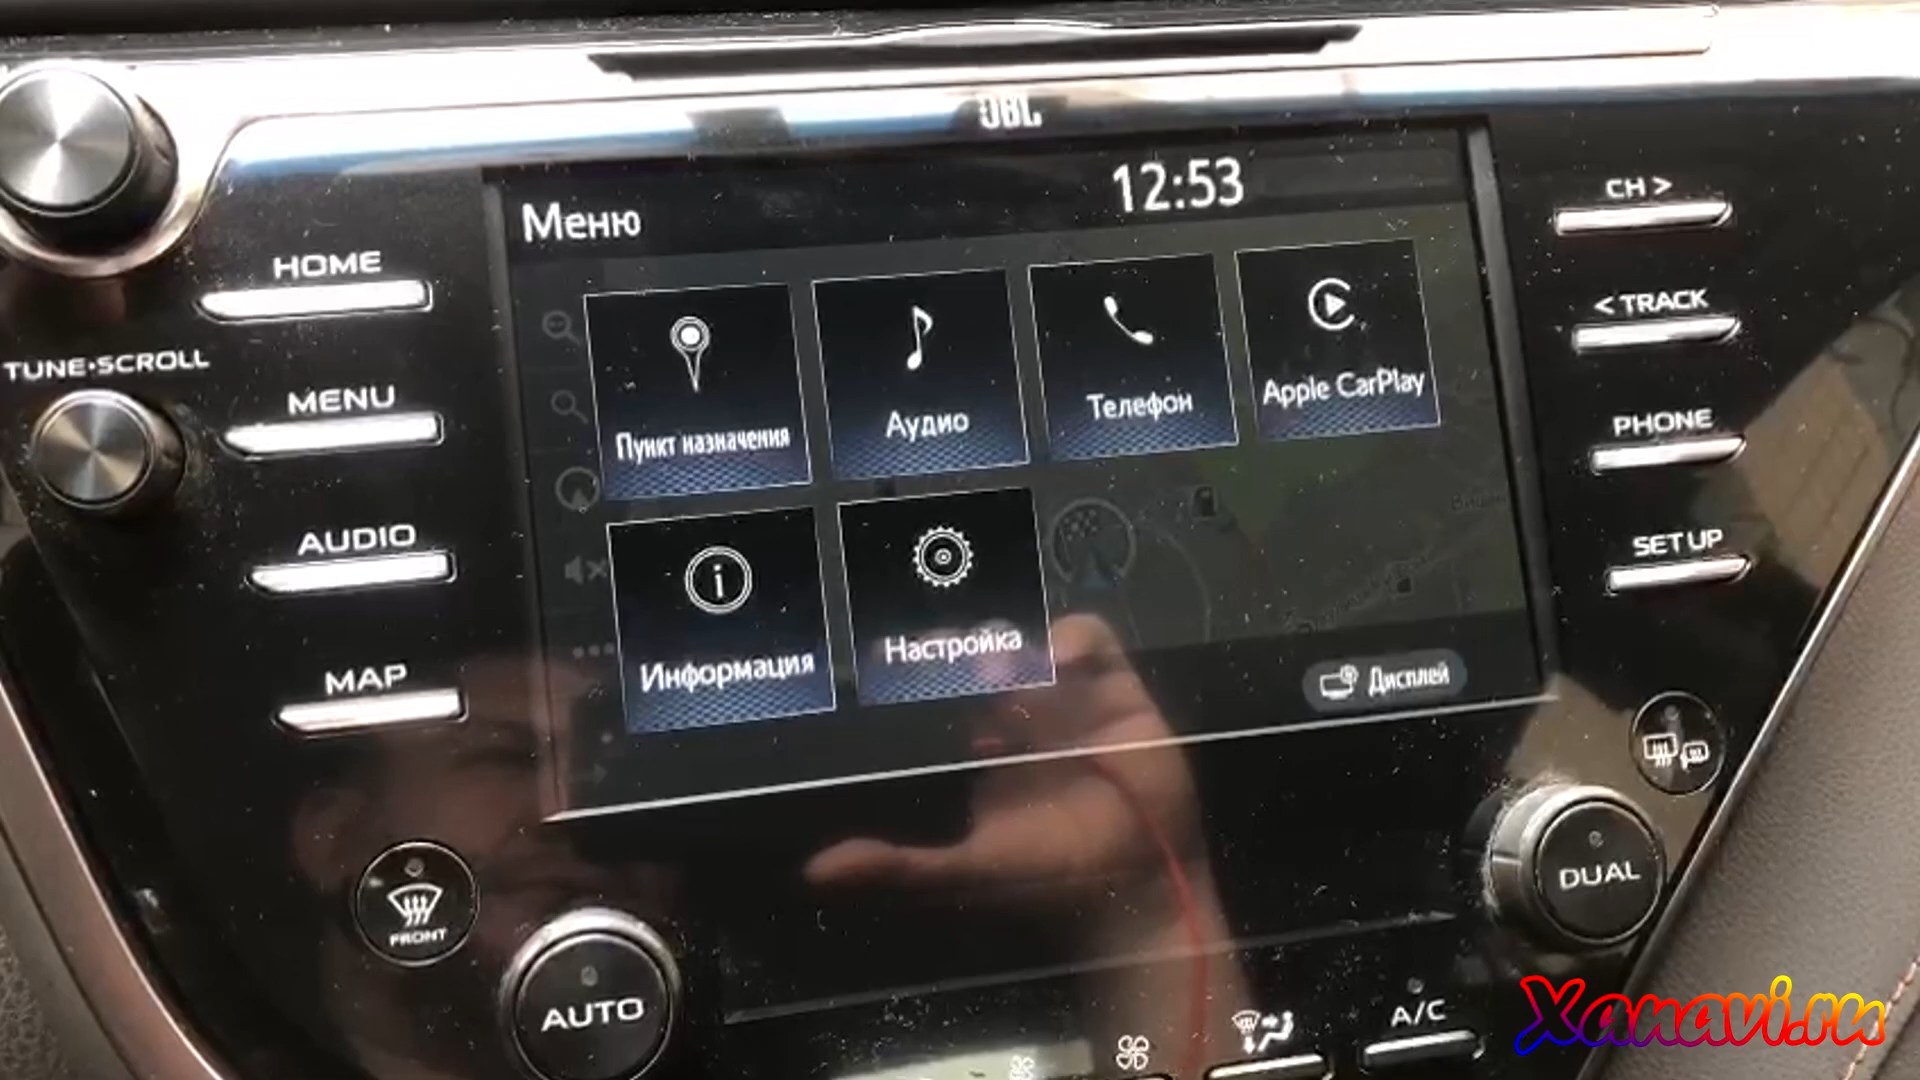 JBL
12:53
Меню
HOME
TUNE•SCROLL
MENU
AUDIO
MAP
Пункт назначения
Аудио
Телефон
Apple CarPlay
Информация
Настройка
Дисплей
CH >
< TRACK
PHONE
SETUP
FRONT
AUTO
DUAL
A/C
Xanavi.ru